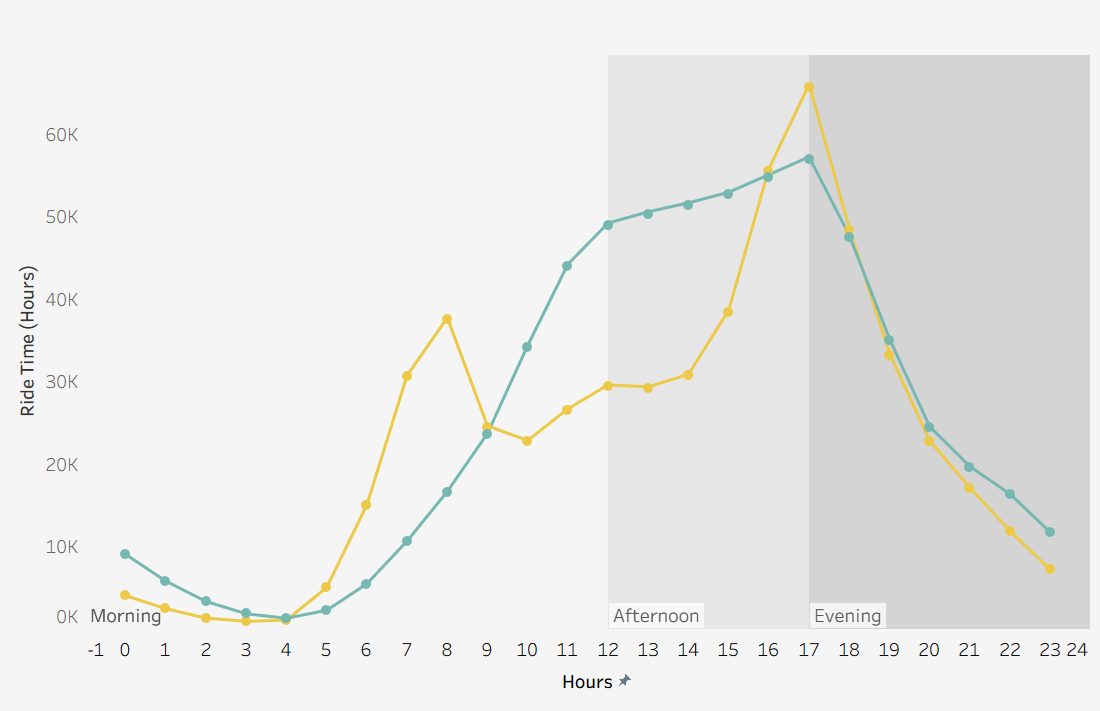 60K
50K
40K
30K
20K
10K
0K
Ride Time (Hours)
Morning
Afternoon
Evening
-1 0 1 2 3 4 5 6 7 8 9 10 11 12 13 14 15 16 17 18 19 20 21 22 23 24
Hours